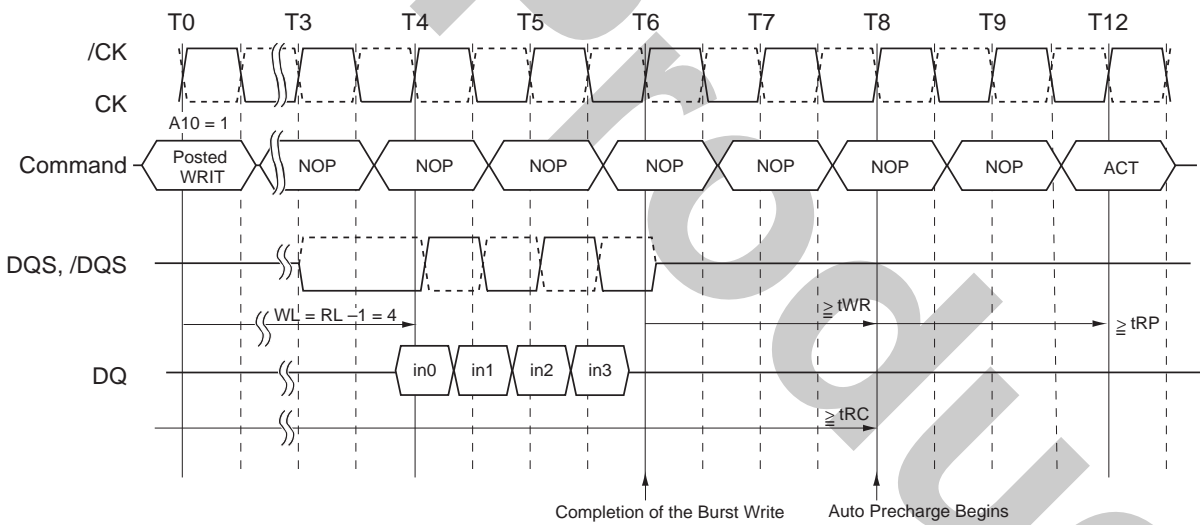 T0 T3 T4 T5 T6 T7 T8 T9 T12
/CK
CK
A10 = 1
Command Posted WRIT NOP NOP NOP NOP NOP NOP NOP ACT
DQS, /DQS
WL = RL –1 = 4 ≧ tWR ≧ tRP
DQ in0 in1 in2 in3
≧ tRC
Completion of the Burst Write Auto Precharge Begins